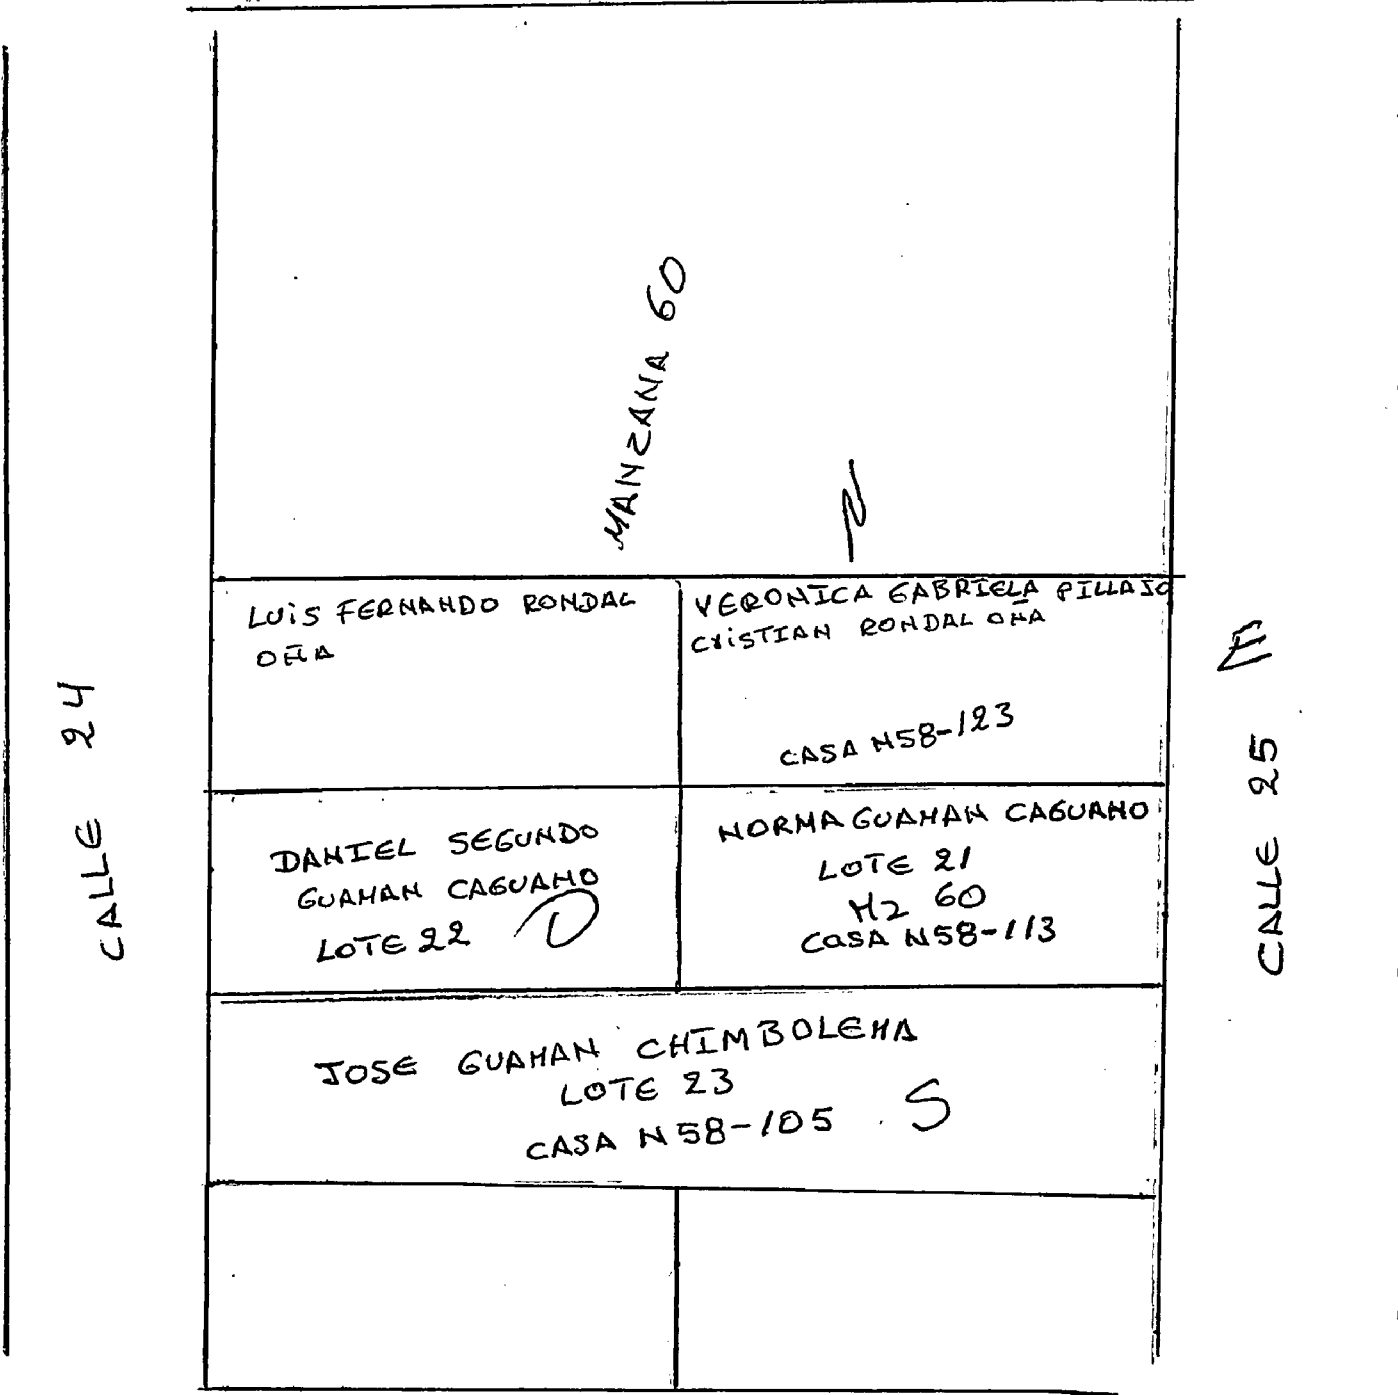 MANZANA 60
N
LUIS FERNANDO RONDAL
OÑA
VERONICA GABRIELA PILLAJO
CRISTIAN RONDAL OÑA
CASA N58-123
E
CALLE 24
CALLE 25
DANIEL SEGUNDO
GUAMAN CAGUANO
LOTE 22
O
NORMA GUAMAN CAGUANO
LOTE 21
MZ 60
CASA N58-113
JOSE GUAMAN CHIMBOLEMA
LOTE 23
CASA N58-105
S